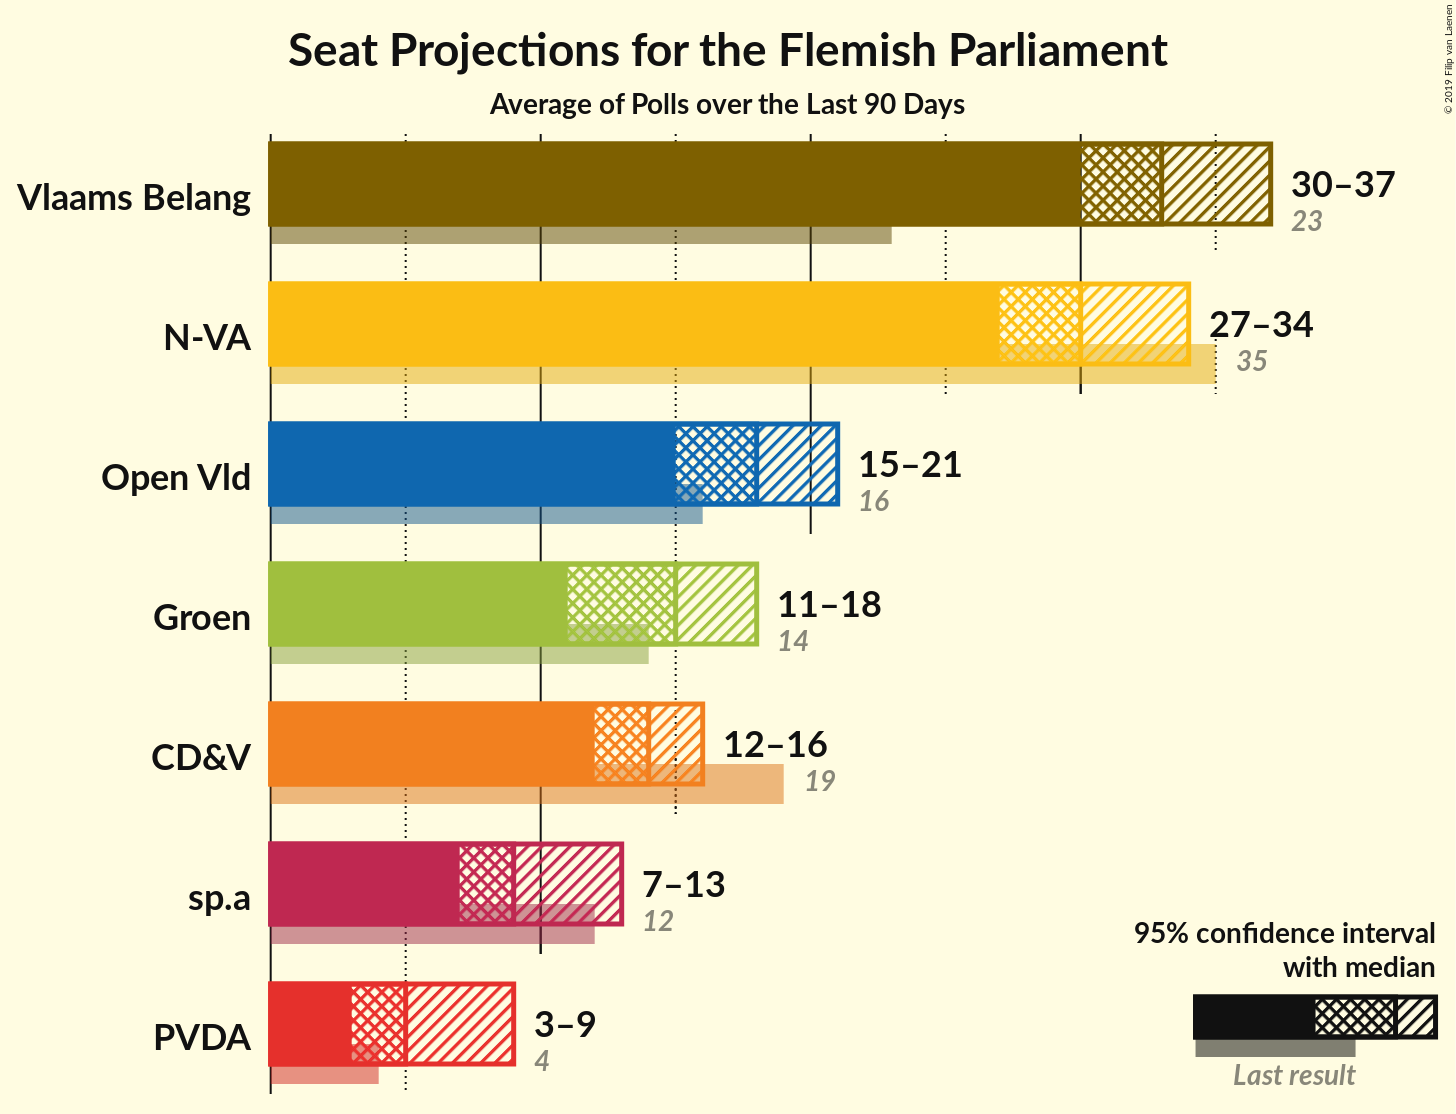 Seat Projections for the Flemish Parliament
Average of Polls over the Last 90 Days
© 2019 Filip van Laenen
Vlaams Belang
30–37
23
N-VA
27–34
35
Open Vld
15–21
16
Groen
11–18
14
CD&V
12–16
19
sp.a
7–13
12
PVDA
3–9
4
95% confidence interval
with median
Last result